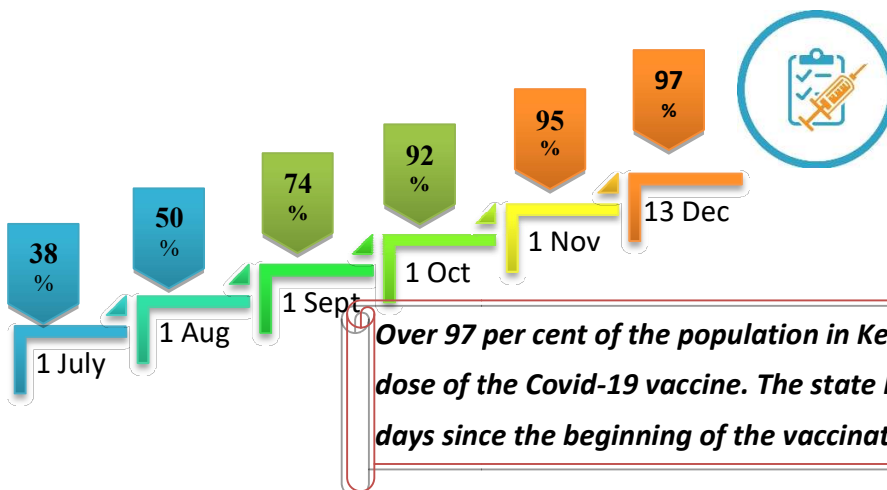 38
%
50
%
74
%
92
%
95
%
97
%
1 July
1 Aug
1 Sept
1 Oct
1 Nov
13 Dec
Over 97 per cent of the population in Ke
dose of the Covid-19 vaccine. The state
days since the beginning of the vaccinat